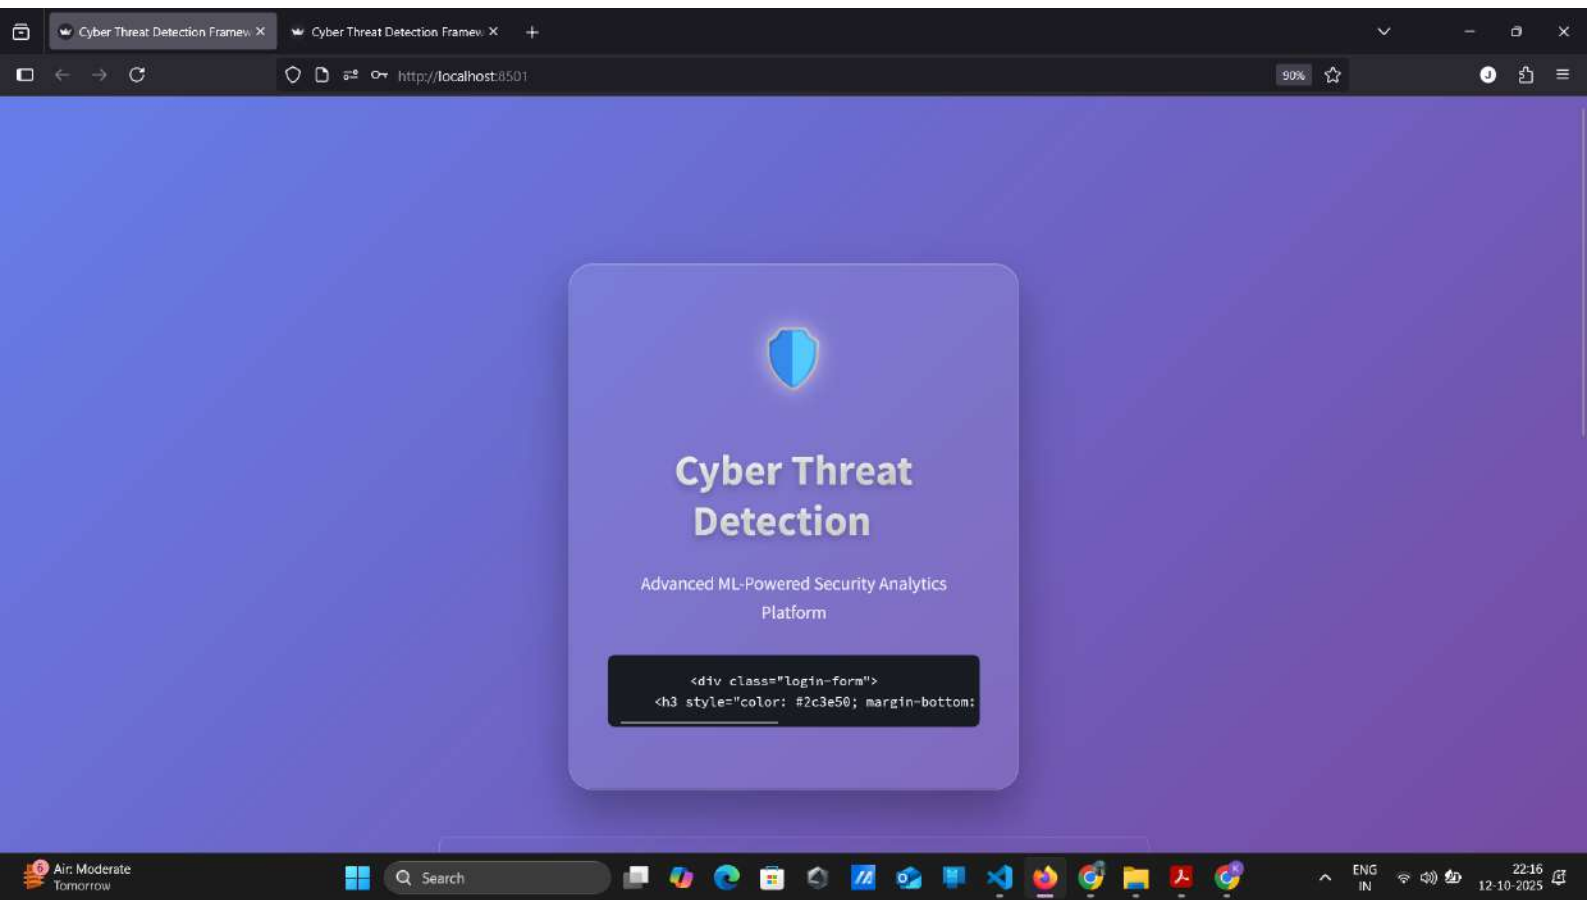 Cyber Threat Detection Framew
Cyber Threat Detection Framew
http://localhost:8501
90%
J
Cyber Threat
Detection
Advanced ML-Powered Security Analytics
Platform
<div class="login-form">
<h3 style="color: #2c3e50; margin-bottom:
6
Air: Moderate
Tomorrow
Search
ENG
IN
22:16
12-10-2025